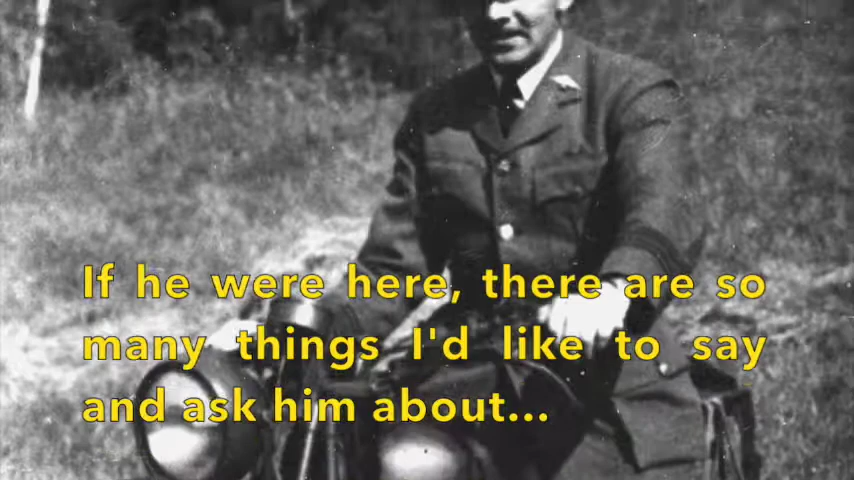 If he were here, there are so
many things I'd like to say
and ask him about...